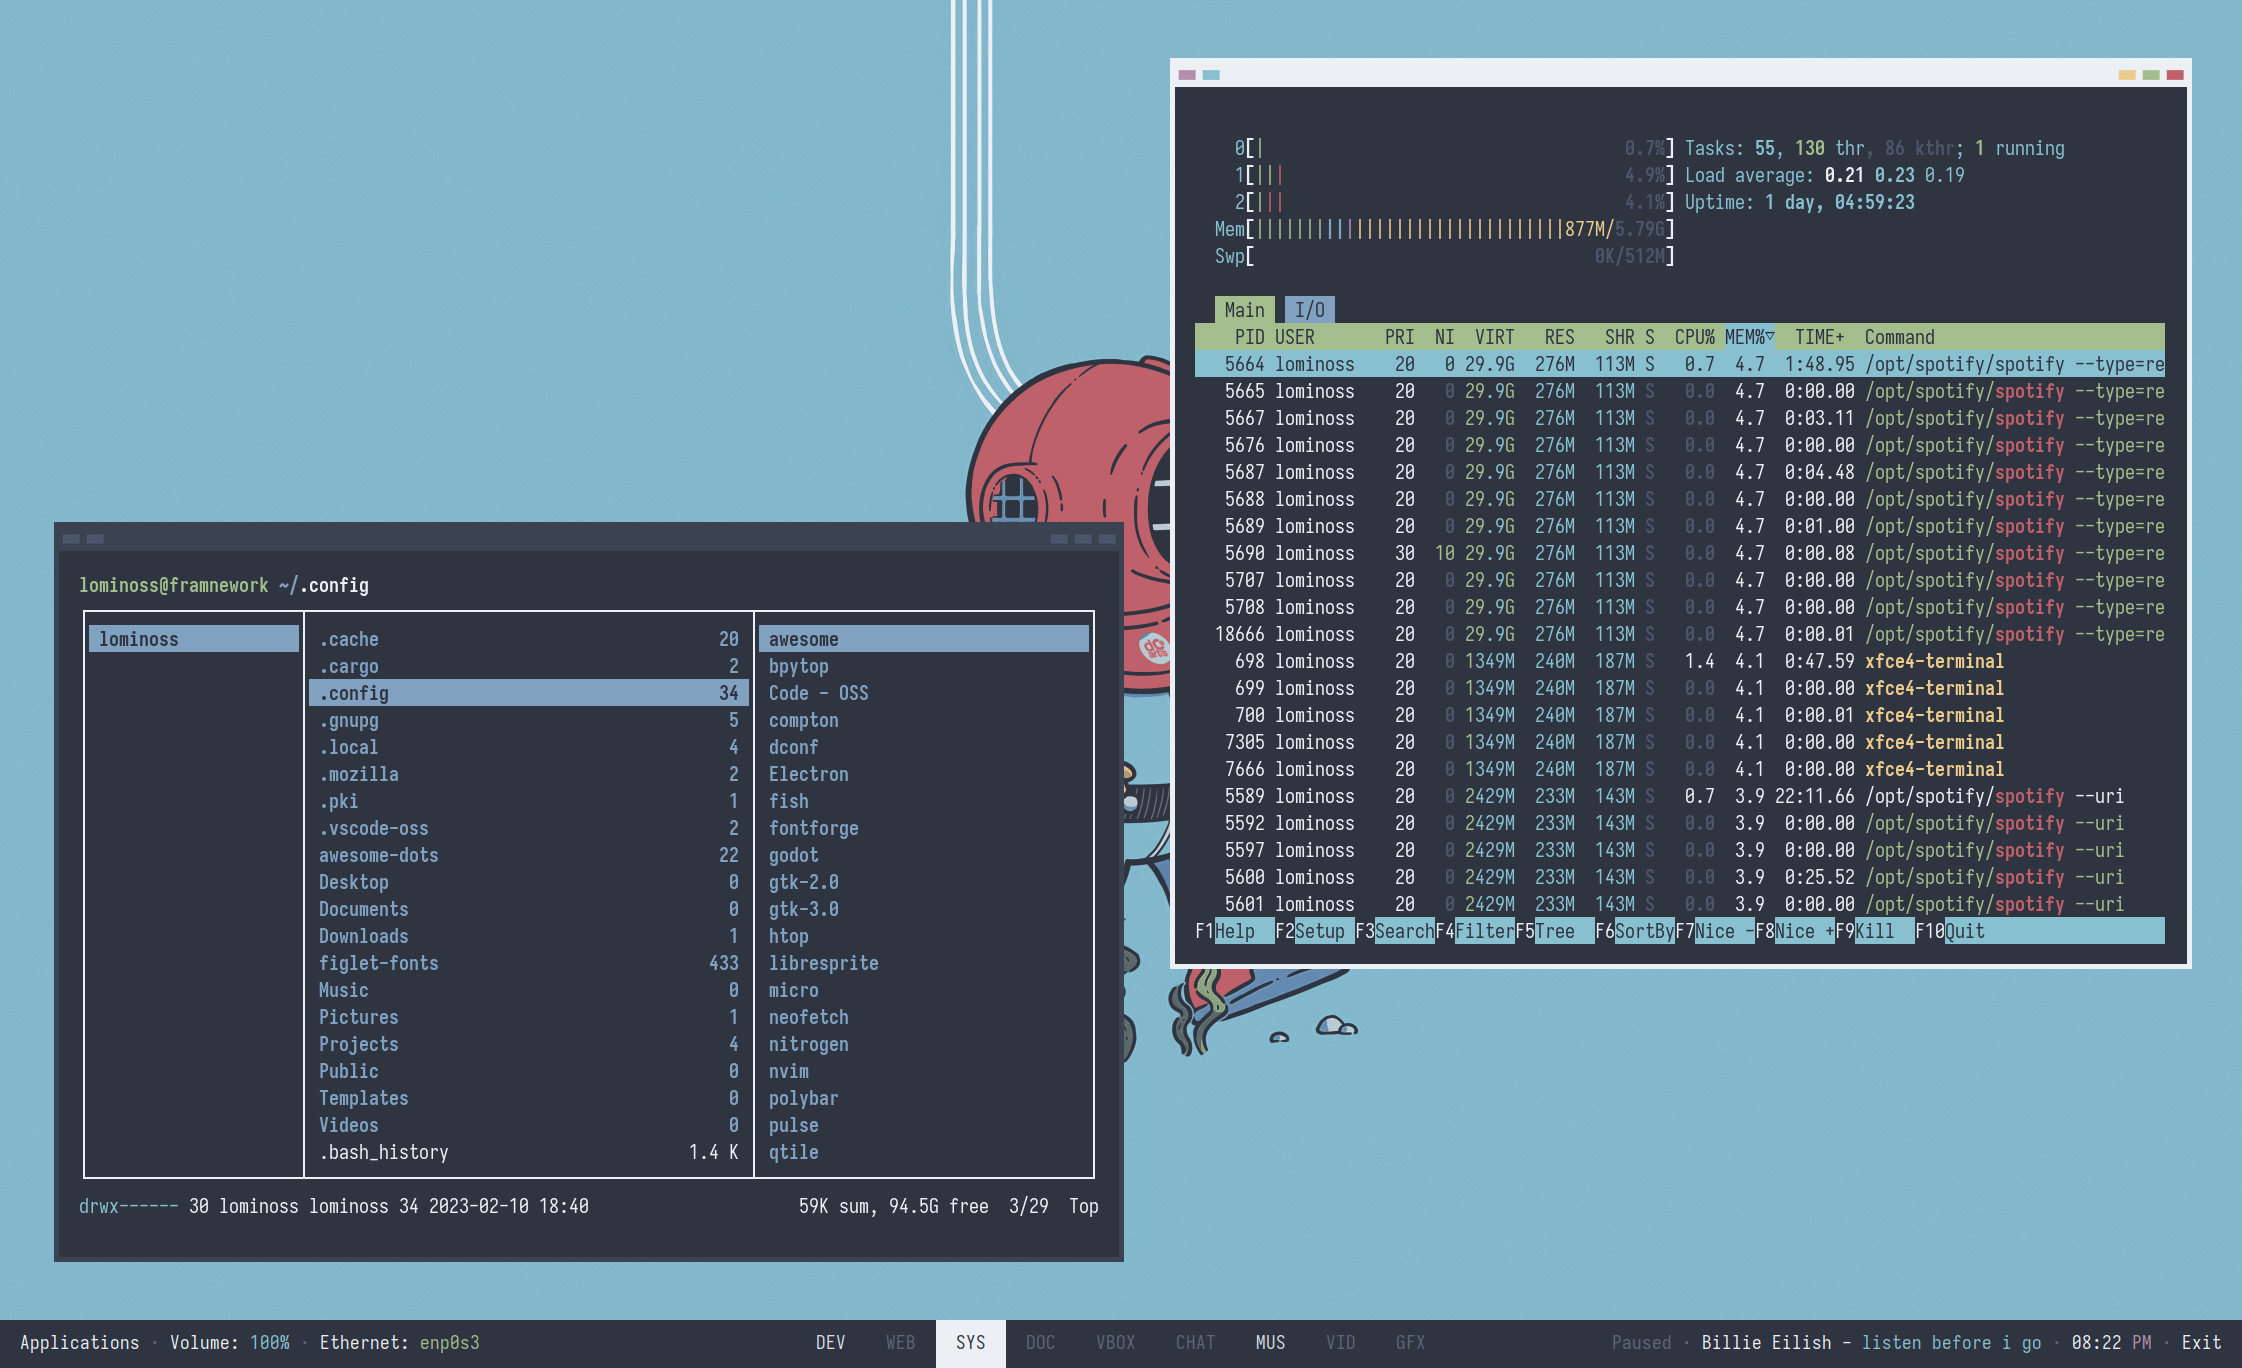 0[| 0.7%] Tasks: 55, 130 thr, 86 kthr; 1 running
1[||| 4.9%] Load average: 0.21 0.23 0.19
2[||| 4.1%] Uptime: 1 day, 04:59:23
Mem[|||||||||||||||||||||||||||||||877M/5.79G]
Swp[ 0K/512M]
Main I/O
PID USER PRI NI VIRT RES SHR S CPU% MEM%▽ TIME+ Command
5664 lominoss 20 0 29.9G 276M 113M S 0.7 4.7 1:48.95 /opt/spotify/spotify --type=re
5665 lominoss 20 0 29.9G 276M 113M S 0.0 4.7 0:00.00 /opt/spotify/spotify --type=re
5667 lominoss 20 0 29.9G 276M 113M S 0.0 4.7 0:03.11 /opt/spotify/spotify --type=re
5676 lominoss 20 0 29.9G 276M 113M S 0.0 4.7 0:00.00 /opt/spotify/spotify --type=re
5687 lominoss 20 0 29.9G 276M 113M S 0.0 4.7 0:04.48 /opt/spotify/spotify --type=re
5688 lominoss 20 0 29.9G 276M 113M S 0.0 4.7 0:00.00 /opt/spotify/spotify --type=re
5689 lominoss 20 0 29.9G 276M 113M S 0.0 4.7 0:01.00 /opt/spotify/spotify --type=re
5690 lominoss 30 10 29.9G 276M 113M S 0.0 4.7 0:00.08 /opt/spotify/spotify --type=re
5707 lominoss 20 0 29.9G 276M 113M S 0.0 4.7 0:00.00 /opt/spotify/spotify --type=re
5708 lominoss 20 0 29.9G 276M 113M S 0.0 4.7 0:00.00 /opt/spotify/spotify --type=re
18666 lominoss 20 0 29.9G 276M 113M S 0.0 4.7 0:00.01 /opt/spotify/spotify --type=re
698 lominoss 20 0 1349M 240M 187M S 1.4 4.1 0:47.59 xfce4-terminal
699 lominoss 20 0 1349M 240M 187M S 0.0 4.1 0:00.00 xfce4-terminal
700 lominoss 20 0 1349M 240M 187M S 0.0 4.1 0:00.01 xfce4-terminal
7305 lominoss 20 0 1349M 240M 187M S 0.0 4.1 0:00.00 xfce4-terminal
7666 lominoss 20 0 1349M 240M 187M S 0.0 4.1 0:00.00 xfce4-terminal
5589 lominoss 20 0 2429M 233M 143M S 0.7 3.9 22:11.66 /opt/spotify/spotify --uri
5592 lominoss 20 0 2429M 233M 143M S 0.0 3.9 0:00.00 /opt/spotify/spotify --uri
5597 lominoss 20 0 2429M 233M 143M S 0.0 3.9 0:00.00 /opt/spotify/spotify --uri
5600 lominoss 20 0 2429M 233M 143M S 0.0 3.9 0:25.52 /opt/spotify/spotify --uri
5601 lominoss 20 0 2429M 233M 143M S 0.0 3.9 0:00.00 /opt/spotify/spotify --uri
F1Help F2Setup F3SearchF4FilterF5Tree F6SortByF7Nice -F8Nice +F9Kill F10Quit
lominoss@framnework ~/.config
lominoss .cache 20 awesome
.cargo 2 bpytop
.config 34 Code - OSS
.gnupg 5 compton
.local 4 dconf
.mozilla 2 Electron
.pki 1 fish
.vscode-oss 2 fontforge
awesome-dots 22 godot
Desktop 0 gtk-2.0
Documents 0 gtk-3.0
Downloads 1 htop
figlet-fonts 433 libresprite
Music 0 micro
Pictures 1 neofetch
Projects 4 nitrogen
Public 0 nvim
Templates 0 polybar
Videos 0 pulse
.bash_history 1.4 K qtile
drwx------ 30 lominoss lominoss 34 2023-02-10 18:40 59K sum, 94.5G free 3/29 Top
Applications · Volume: 100% · Ethernet: enp0s3 DEV WEB SYS DOC VBOX CHAT MUS VID GFX Paused · Billie Eilish - listen before i go · 08:22 PM · Exit